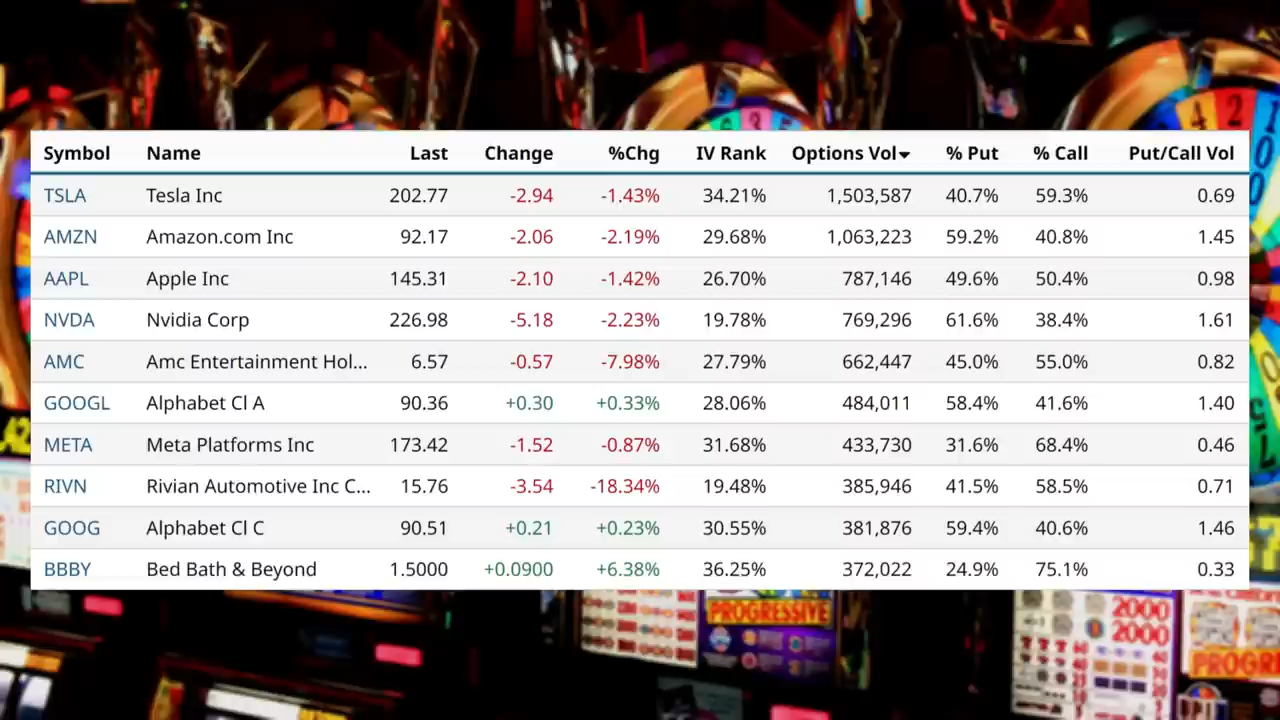 Symbol Name Last Change %Chg IV Rank Options Vol % Put % Call Put/Call Vol
TSLA Tesla Inc 202.77 -2.94 -1.43% 34.21% 1,503,587 40.7% 59.3% 0.69
AMZN Amazon.com Inc 92.17 -2.06 -2.19% 29.68% 1,063,223 59.2% 40.8% 1.45
AAPL Apple Inc 145.31 -2.10 -1.42% 26.70% 787,146 49.6% 50.4% 0.98
NVDA Nvidia Corp 226.98 -5.18 -2.23% 19.78% 769,296 61.6% 38.4% 1.61
AMC Amc Entertainment Hol... 6.57 -0.57 -7.98% 27.79% 662,447 45.0% 55.0% 0.82
GOOGL Alphabet Cl A 90.36 +0.30 +0.33% 28.06% 484,011 58.4% 41.6% 1.40
META Meta Platforms Inc 173.42 -1.52 -0.87% 31.68% 433,730 31.6% 68.4% 0.46
RIVN Rivian Automotive Inc C... 15.76 -3.54 -18.34% 19.48% 385,946 41.5% 58.5% 0.71
GOOG Alphabet Cl C 90.51 +0.21 +0.23% 30.55% 381,876 59.4% 40.6% 1.46
BBBY Bed Bath & Beyond 1.5000 +0.0900 +6.38% 36.25% 372,022 24.9% 75.1% 0.33
PROGRESSIVE
2000
2000